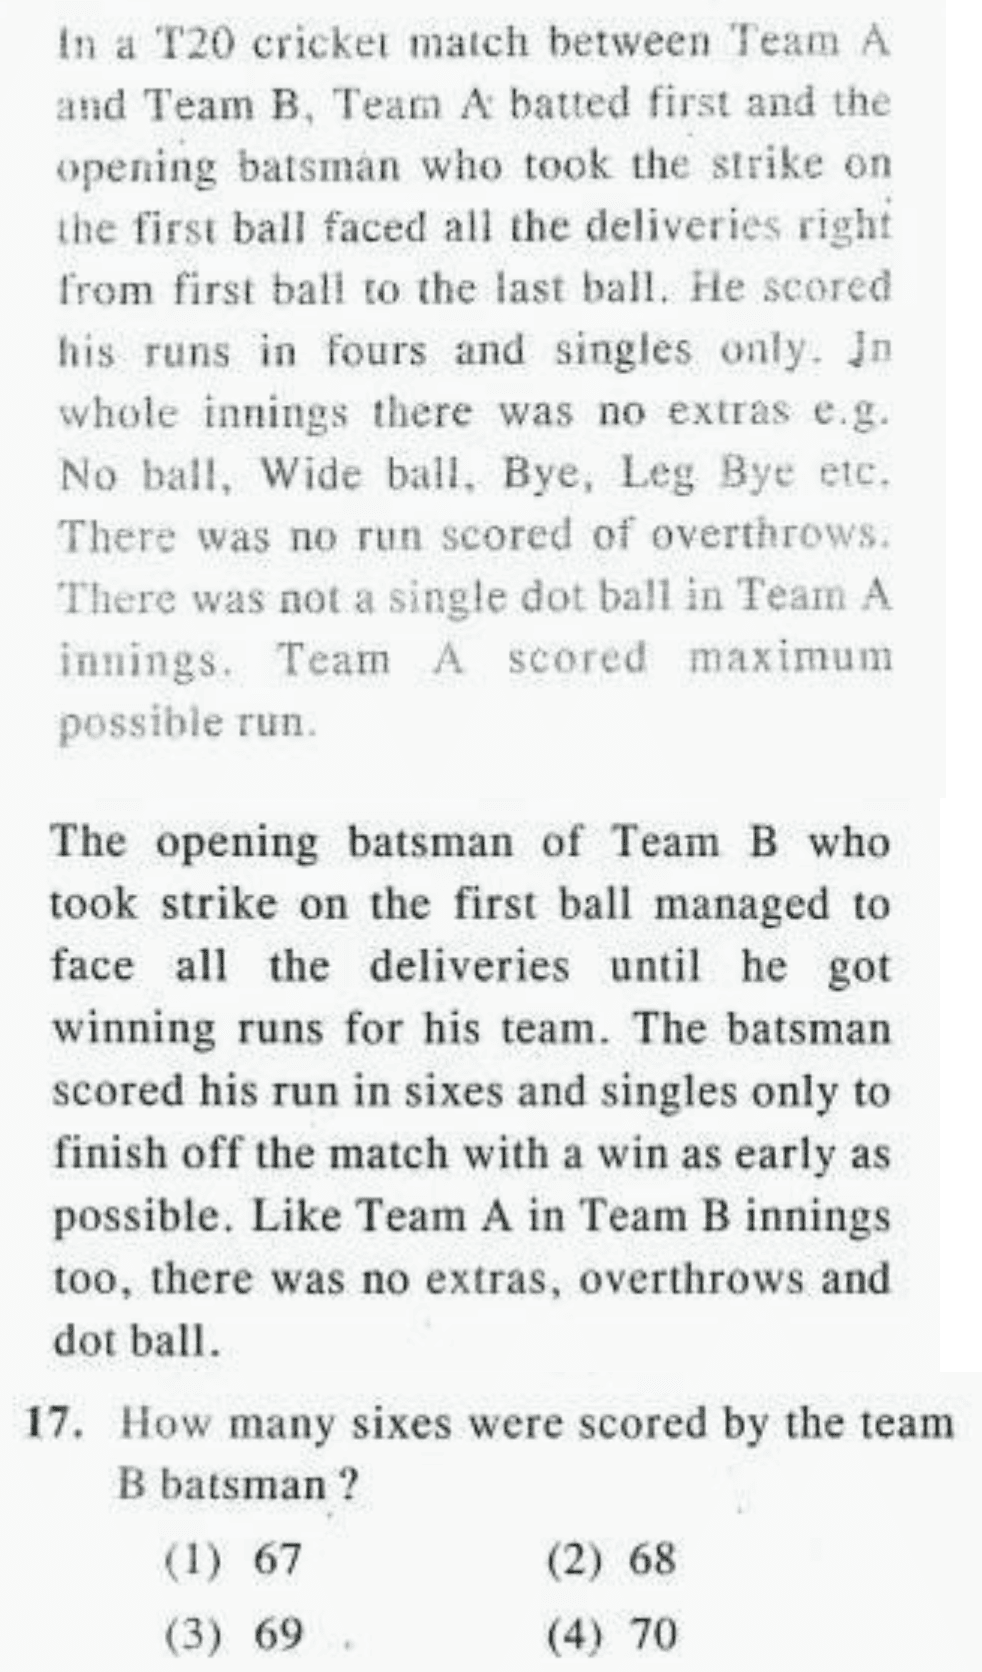 In a T20 cricket match between Team A
and Team B, Team A batted first and the
opening batsman who took the strike on
the first ball faced all the deliveries right
from first ball to the last ball. He scored
his runs in fours and singles only. In
whole innings there was no extras e.g.
No ball, Wide ball, Bye, Leg Bye etc.
There was no run scored of overthrows.
There was not a single dot ball in Team A
innings. Team A scored maximum
possible run.
The opening batsman of Team B who
took strike on the first ball managed to
face all the deliveries until he got
winning runs for his team. The batsman
scored his run in sixes and singles only to
finish off the match with a win as early as
possible. Like Team A in Team B innings
too, there was no extras, overthrows and
dot ball.
17. How many sixes were scored by the team
B batsman ?
(1) 67 (2) 68
(3) 69 (4) 70